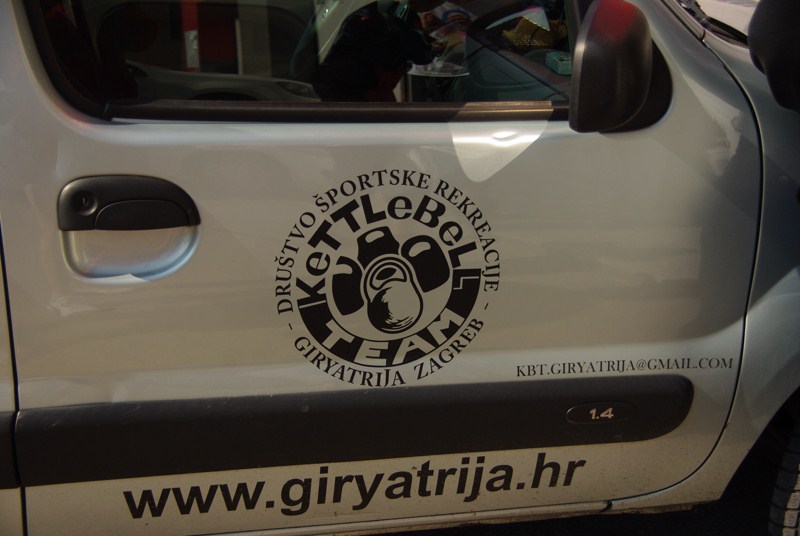 DRUŠTVO ŠPORTSKE REKREACIJE
KeTTLeBeLL
TEAM
- GIRYATRIJA ZAGREB -
KBT.GIRYATRIJA@GMAIL.COM
1.4
www.giryatrija.hr